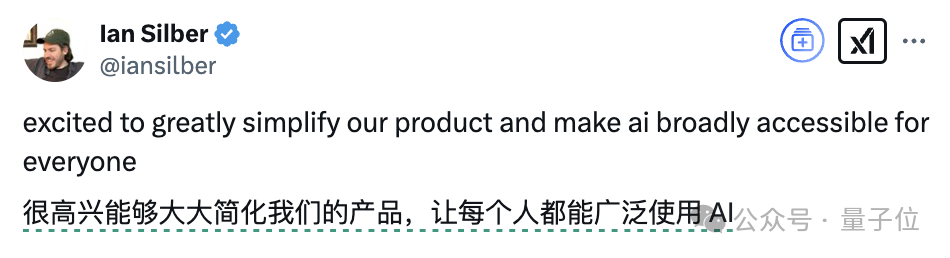 Ian Silber
@iansilber
excited to greatly simplify our product and make ai broadly accessible for
everyone
很高兴能够大大简化我们的产品，让每个人都能广泛使用 AI
公众号 · 量子位